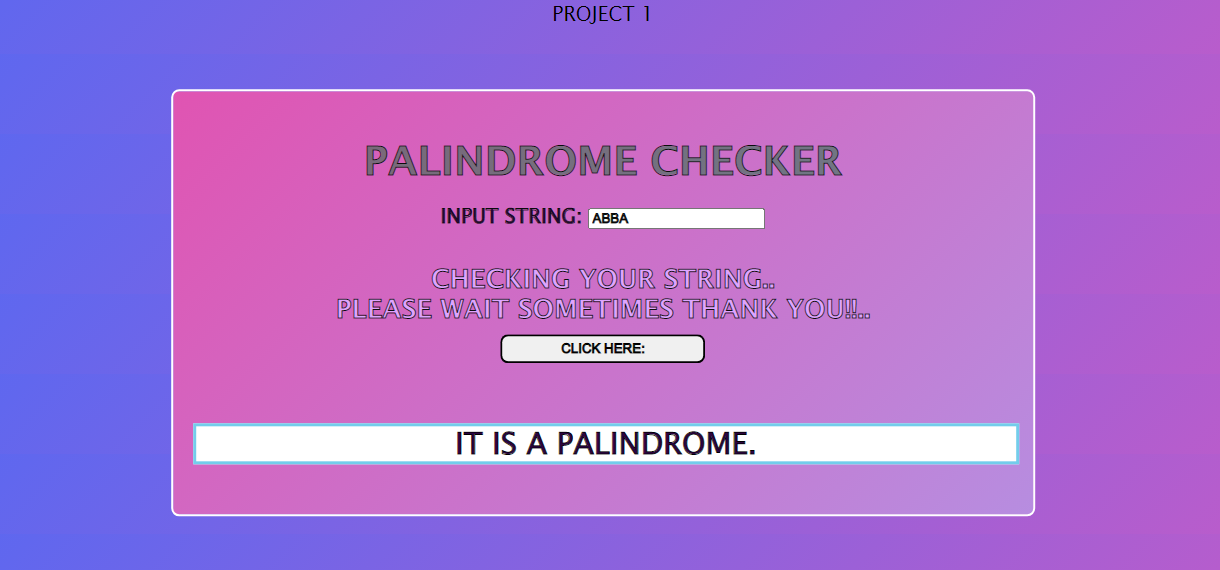 PROJECT 1
PALINDROME CHECKER
INPUT STRING: ABBA
CHECKING YOUR STRING..
PLEASE WAIT SOMETIMES THANK YOU!!..
CLICK HERE:
IT IS A PALINDROME.